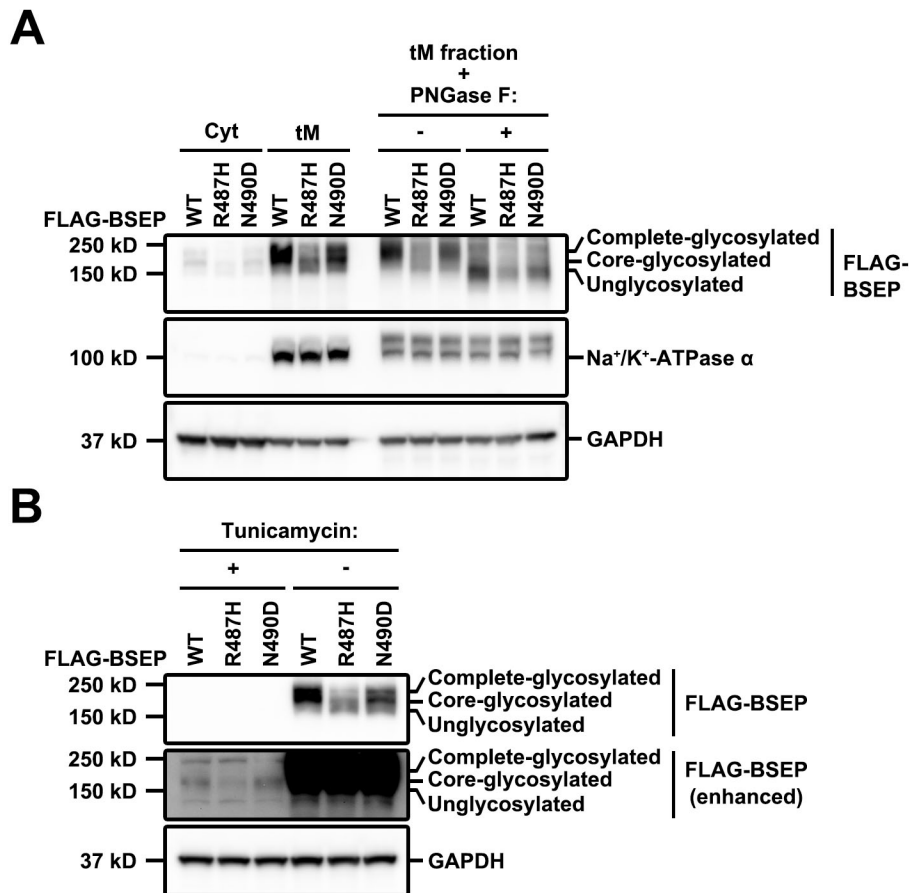 A
tM fraction
+
PNGase F:
Cyt
tM
-
+
FLAG-BSEP
WT
R487H
N490D
WT
R487H
N490D
WT
R487H
N490D
WT
R487H
N490D
250 kD
150 kD
Complete-glycosylated
Core-glycosylated
Unglycosylated
FLAG-
BSEP
100 kD
Na⁺/K⁺-ATPase α
37 kD
GAPDH
B
Tunicamycin:
+
-
FLAG-BSEP
WT
R487H
N490D
WT
R487H
N490D
250 kD
150 kD
Complete-glycosylated
Core-glycosylated
Unglycosylated
FLAG-BSEP
250 kD
150 kD
Complete-glycosylated
Core-glycosylated
Unglycosylated
FLAG-BSEP
(enhanced)
37 kD
GAPDH